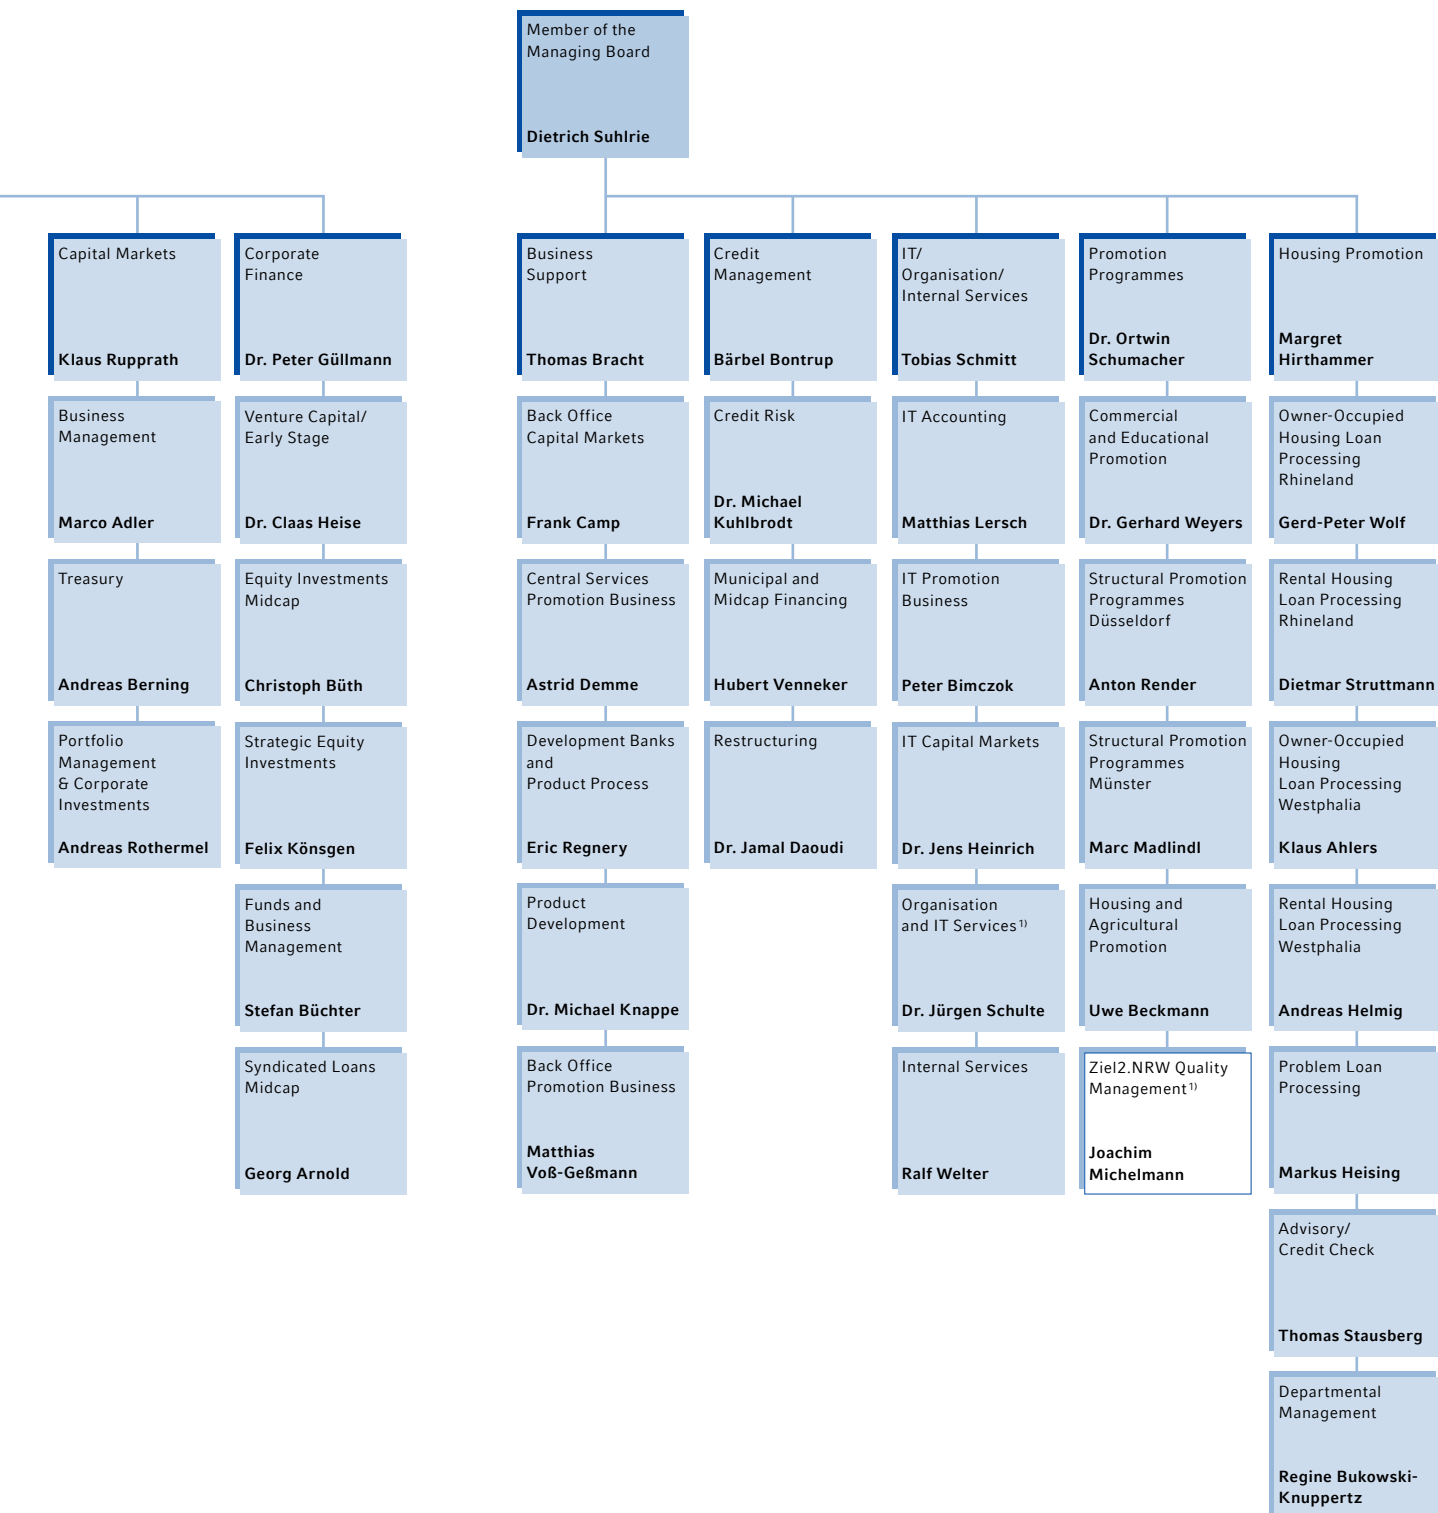 Member of the
Managing Board
Dietrich Suhlrie
Capital Markets
Klaus Rupprath
Business
Management
Marco Adler
Treasury
Andreas Berning
Portfolio
Management
& Corporate
Investments
Andreas Rothermel
Corporate
Finance
Dr. Peter Güllmann
Venture Capital/
Early Stage
Dr. Claas Heise
Equity Investments
Midcap
Christoph Büth
Strategic Equity
Investments
Felix Könsgen
Funds and
Business
Management
Stefan Büchter
Syndicated Loans
Midcap
Georg Arnold
Business
Support
Thomas Bracht
Back Office
Capital Markets
Frank Camp
Central Services
Promotion Business
Astrid Demme
Development Banks
and
Product Process
Eric Regnery
Product
Development
Dr. Michael Knappe
Back Office
Promotion Business
Matthias
Voß-Geßmann
Credit
Management
Bärbel Bontrup
Credit Risk
Dr. Michael
Kuhlbrodt
Municipal and
Midcap Financing
Hubert Venneker
Restructuring
Dr. Jamal Daoudi
IT/
Organisation/
Internal Services
Tobias Schmitt
IT Accounting
Matthias Lersch
IT Promotion
Business
Peter Bimczok
IT Capital Markets
Dr. Jens Heinrich
Organisation
and IT Services¹⁾
Dr. Jürgen Schulte
Internal Services
Ralf Welter
Promotion
Programmes
Dr. Ortwin
Schumacher
Commercial
and Educational
Promotion
Dr. Gerhard Weyers
Structural Promotion
Programmes
Düsseldorf
Anton Render
Structural Promotion
Programmes
Münster
Marc Madlindl
Housing and
Agricultural
Promotion
Uwe Beckmann
Ziel2.NRW Quality
Management¹⁾
Joachim
Michelmann
Housing Promotion
Margret
Hirthammer
Owner-Occupied
Housing Loan
Processing
Rhineland
Gerd-Peter Wolf
Rental Housing
Loan Processing
Rhineland
Dietmar Struttmann
Owner-Occupied
Housing
Loan Processing
Westphalia
Klaus Ahlers
Rental Housing
Loan Processing
Westphalia
Andreas Helmig
Problem Loan
Processing
Markus Heising
Advisory/
Credit Check
Thomas Stausberg
Departmental
Management
Regine Bukowski-
Knuppertz